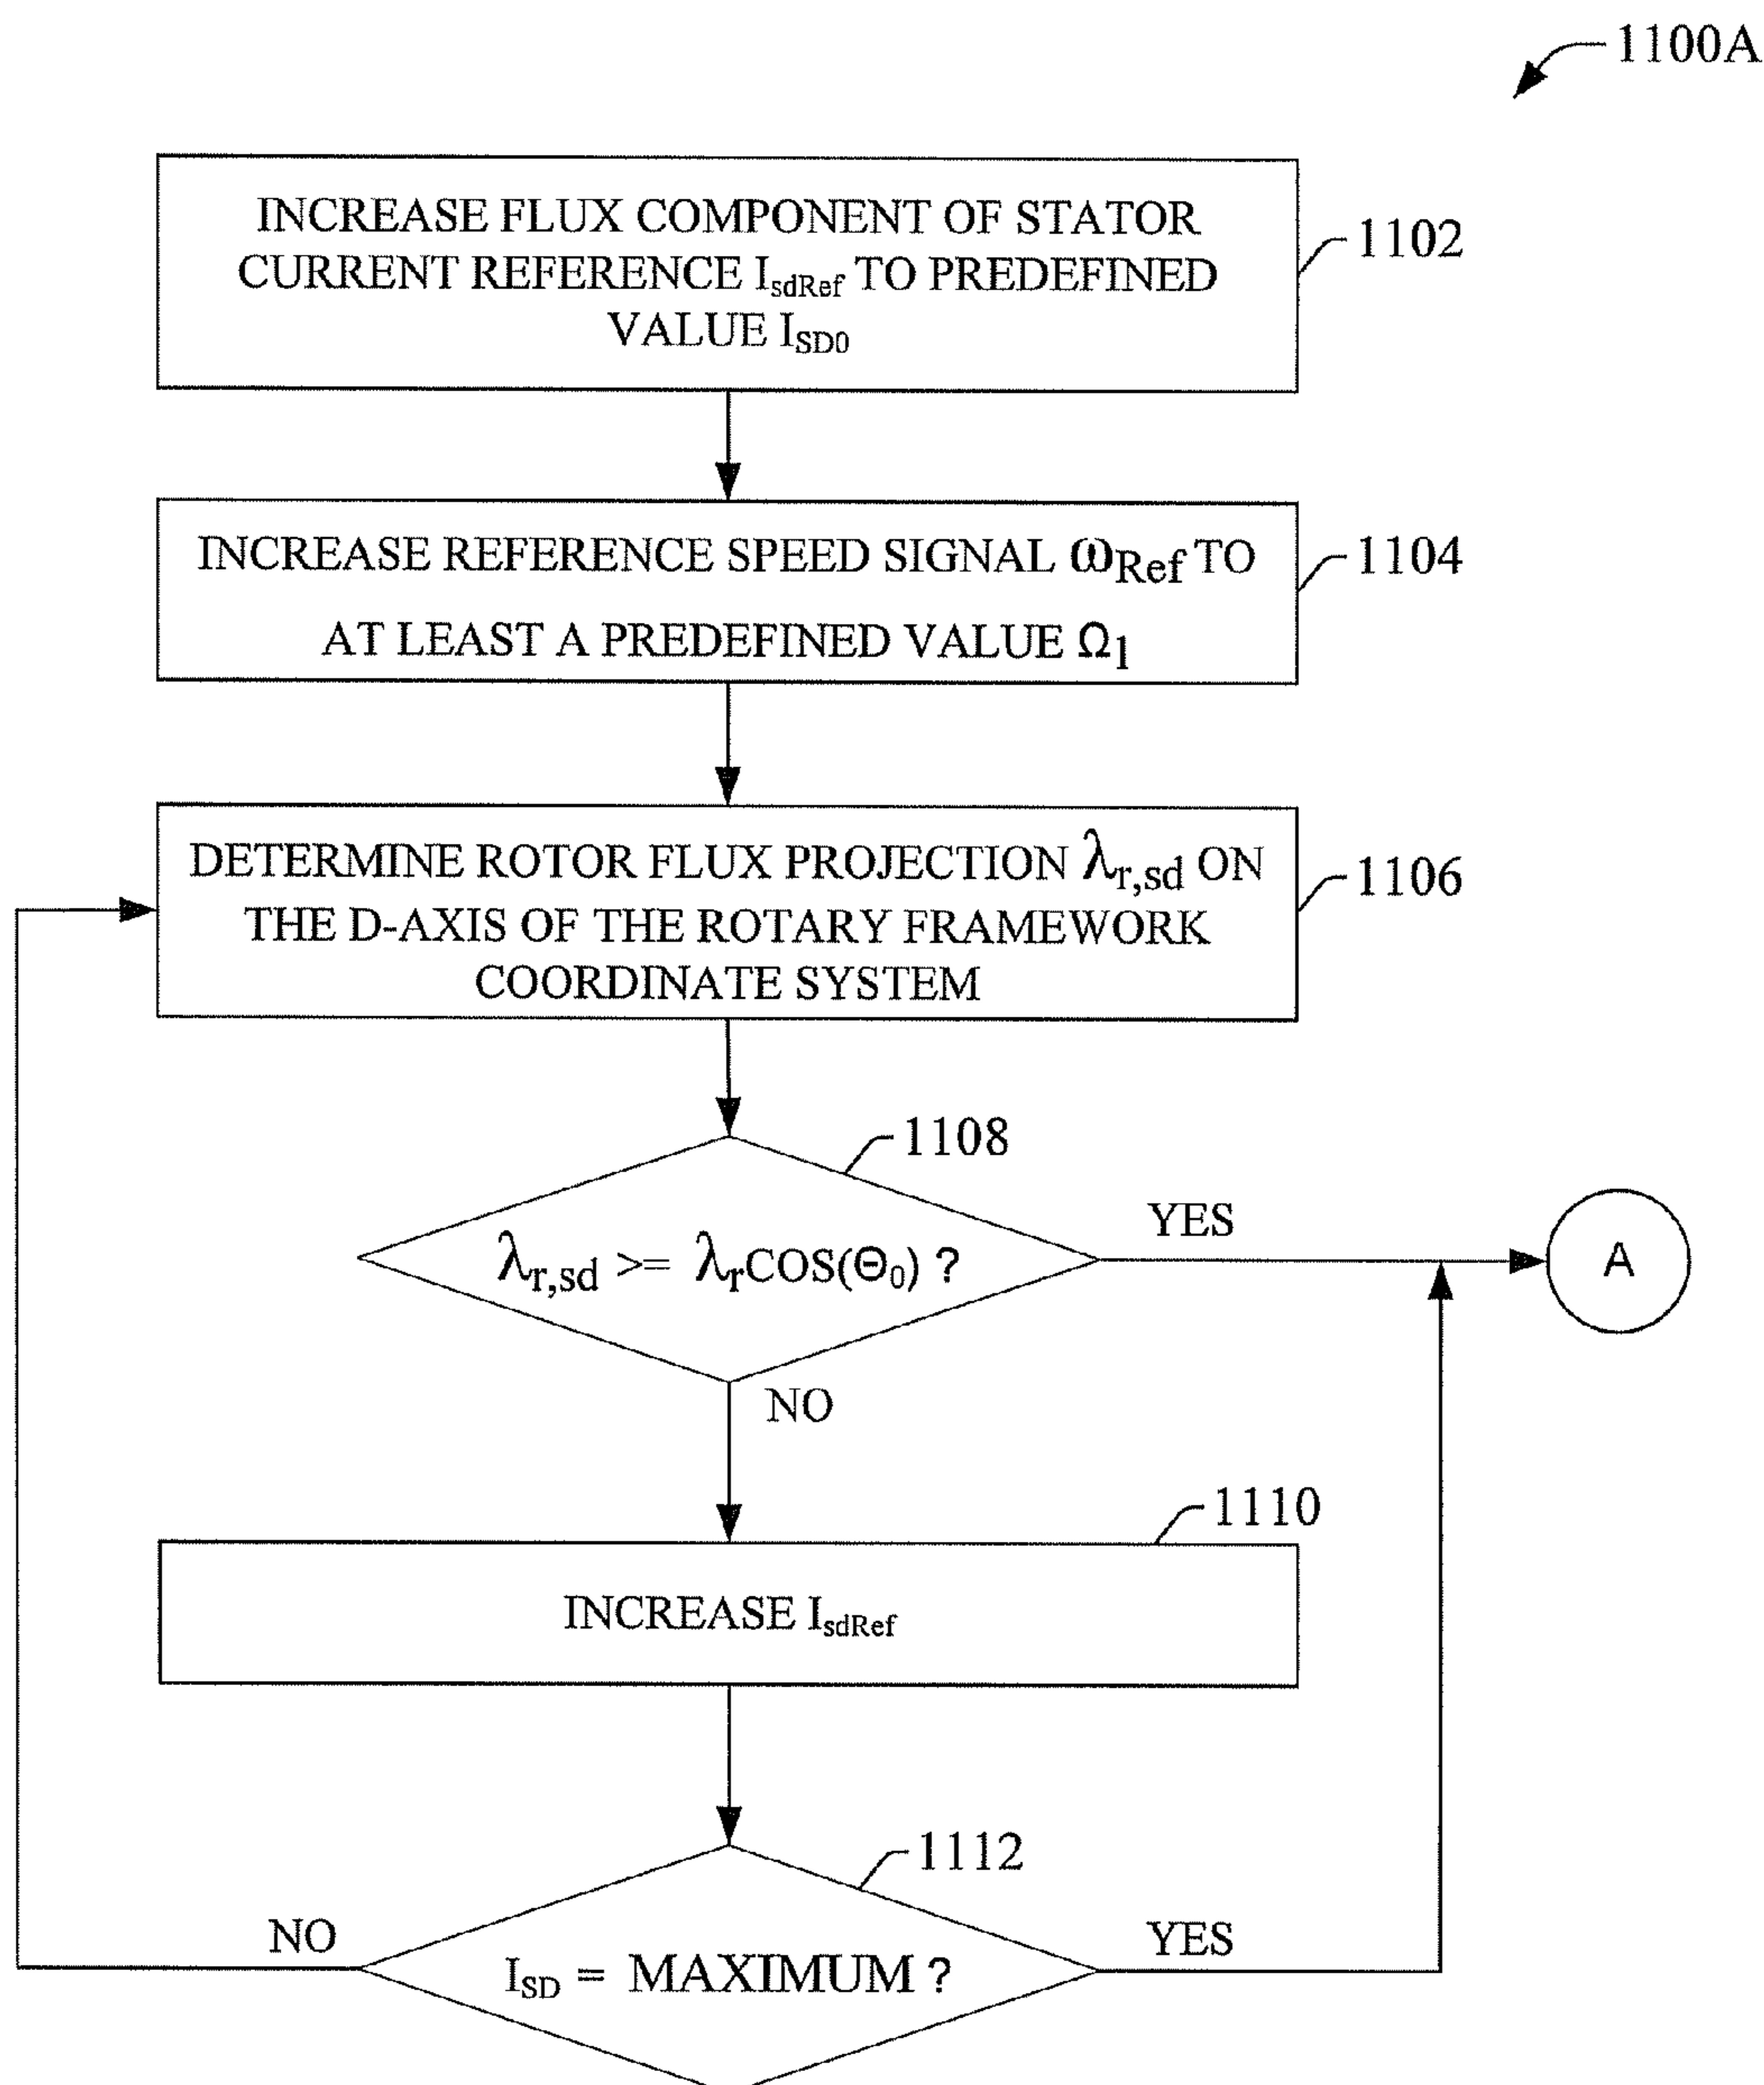 1100A
INCREASE FLUX COMPONENT OF STATOR
CURRENT REFERENCE IsdRef TO PREDEFINED
VALUE ISD0
1102
INCREASE REFERENCE SPEED SIGNAL ωRef TO
AT LEAST A PREDEFINED VALUE Ω1
1104
DETERMINE ROTOR FLUX PROJECTION λr,sd ON
THE D-AXIS OF THE ROTARY FRAMEWORK
COORDINATE SYSTEM
1106
1108
λr,sd >= λrCOS(Θ0) ?
YES
A
NO
1110
INCREASE IsdRef
1112
NO
ISD = MAXIMUM ?
YES